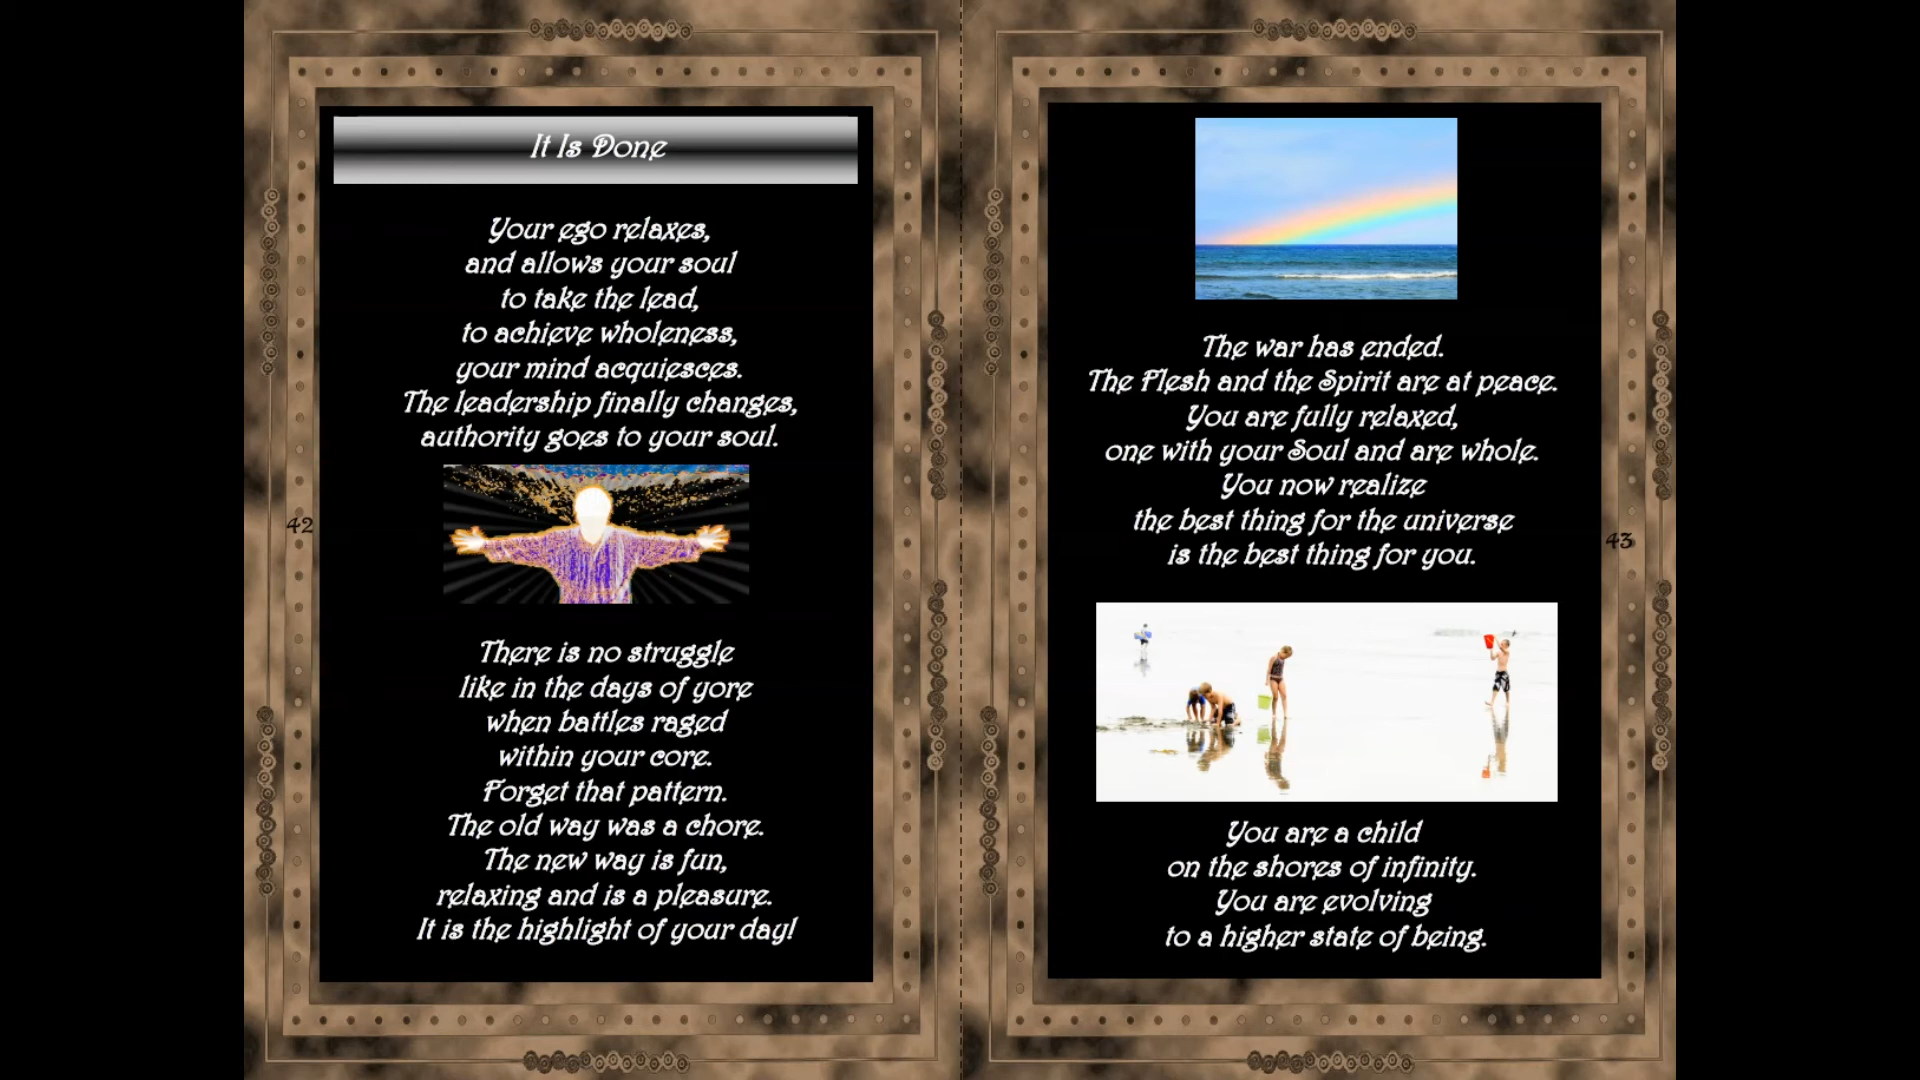 It Is Done
Your ego relaxes,
and allows your soul
to take the lead,
to achieve wholeness,
your mind acquiesces.
The leadership finally changes,
authority goes to your soul.
42
There is no struggle
like in the days of yore
when battles raged
within your core.
Forget that pattern.
The old way was a chore.
The new way is fun,
relaxing and is a pleasure.
It is the highlight of your day!
The war has ended.
The Flesh and the Spirit are at peace.
You are fully relaxed,
one with your Soul and are whole.
You now realize
the best thing for the universe
is the best thing for you.
43
You are a child
on the shores of infinity.
You are evolving
to a higher state of being.